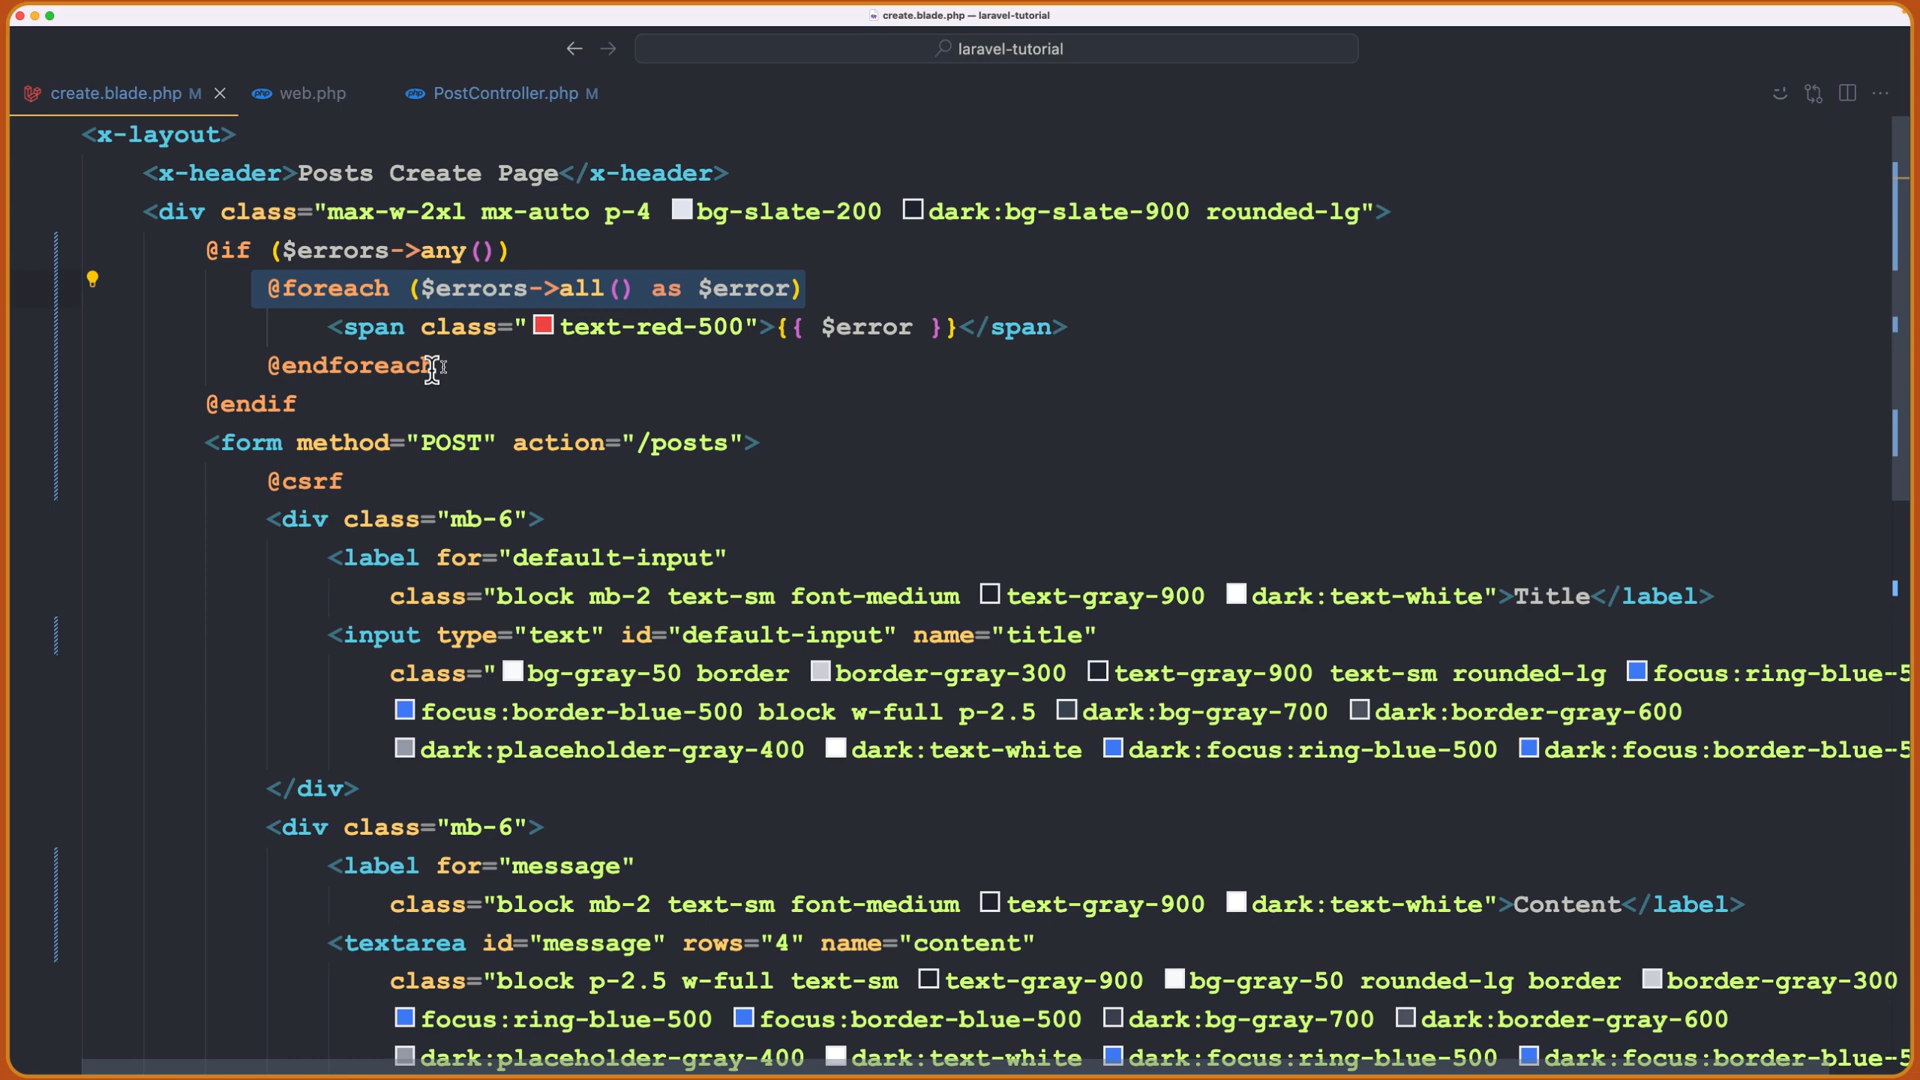 create.blade.php — laravel-tutorial
laravel-tutorial
create.blade.php M
web.php
PostController.php M
<x-layout>
<x-header>Posts Create Page</x-header>
<div class="max-w-2xl mx-auto p-4 bg-slate-200 dark:bg-slate-900 rounded-lg">
@if ($errors->any())
@foreach ($errors->all() as $error)
<span class="text-red-500">{{ $error }}</span>
@endforeach
@endif
<form method="POST" action="/posts">
@csrf
<div class="mb-6">
<label for="default-input"
class="block mb-2 text-sm font-medium text-gray-900 dark:text-white">Title</label>
<input type="text" id="default-input" name="title"
class="bg-gray-50 border border-gray-300 text-gray-900 text-sm rounded-lg focus:ring-blue-5
focus:border-blue-500 block w-full p-2.5 dark:bg-gray-700 dark:border-gray-600
dark:placeholder-gray-400 dark:text-white dark:focus:ring-blue-500 dark:focus:border-blue-5
</div>
<div class="mb-6">
<label for="message"
class="block mb-2 text-sm font-medium text-gray-900 dark:text-white">Content</label>
<textarea id="message" rows="4" name="content"
class="block p-2.5 w-full text-sm text-gray-900 bg-gray-50 rounded-lg border border-gray-300
focus:ring-blue-500 focus:border-blue-500 dark:bg-gray-700 dark:border-gray-600
dark:placeholder-gray-400 dark:text-white dark:focus:ring-blue-500 dark:focus:border-blue-5